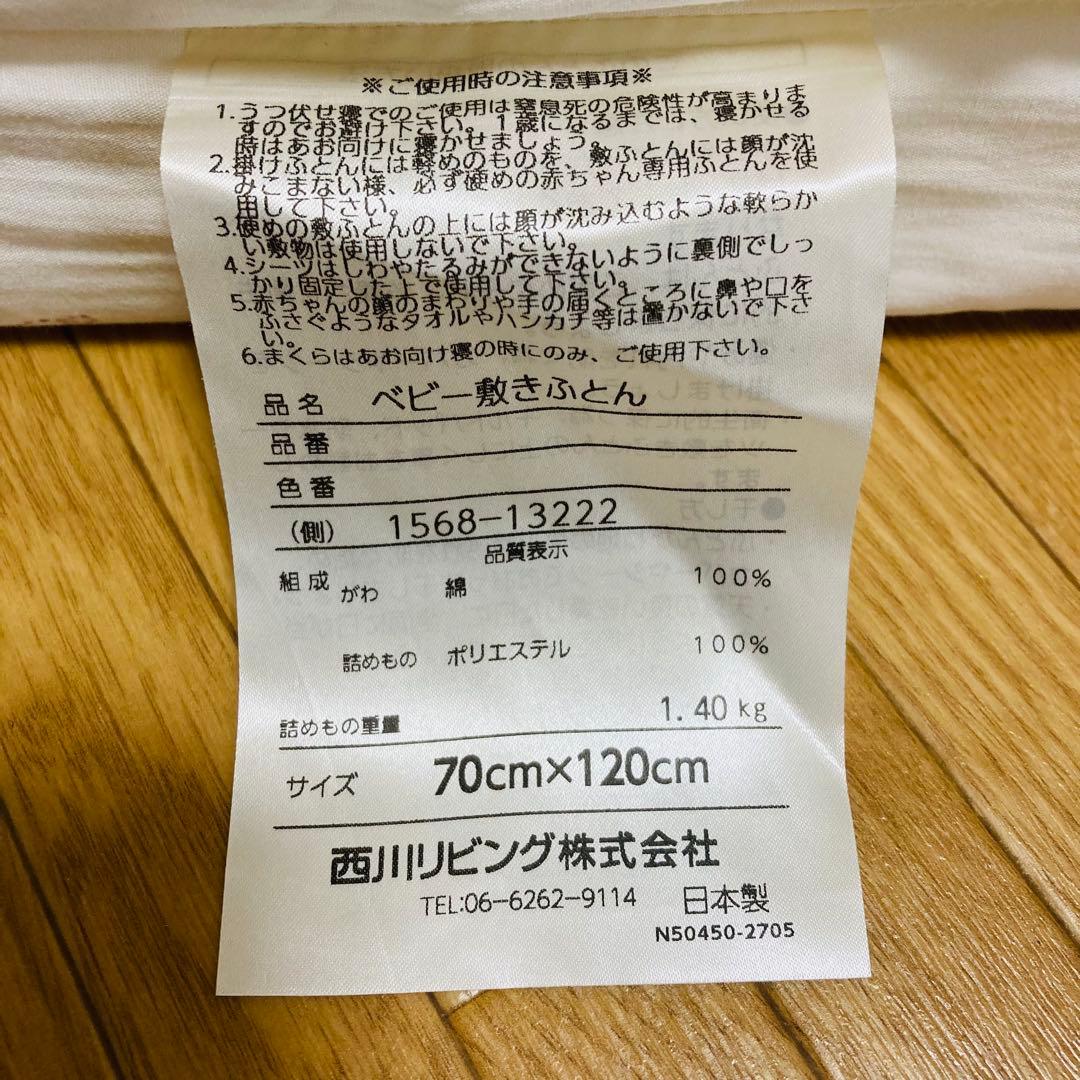 ※ご使用時の注意事項※
1.うつ伏せ寝でのご使用は窒息死の危険性が高まりま
すのでお避け下さい。1歳になるまでは、寝かせる
時はあお向けに寝かせましょう。
2.掛けふとんには軽めのものを、敷ふとんには顔が沈
みこまない様、必ず硬めの赤ちゃん専用ふとんを使
用して下さい。
3.硬めの敷ふとんの上には顔が沈み込むような軟らか
い敷物は使用しないで下さい。
4.シーツはしわやたるみができないように裏側でしっ
かり固定した上で使用して下さい。
5.赤ちゃんの顔のまわりや手の届くところに鼻や口を
ふさぐようなタオルやハンカチ等は置かないで下さ
い。
6.まくらはあお向け寝の時にのみ、ご使用下さい。
品名 ベビー敷きふとん
品番
色番
(側) 1568-13222
品質表示
組成 がわ 綿 100%
詰めもの ポリエステル 100%
詰めもの重量 1.40kg
サイズ 70cm×120cm
西川リビング株式会社
TEL:06-6262-9114 日本製
N50450-2705